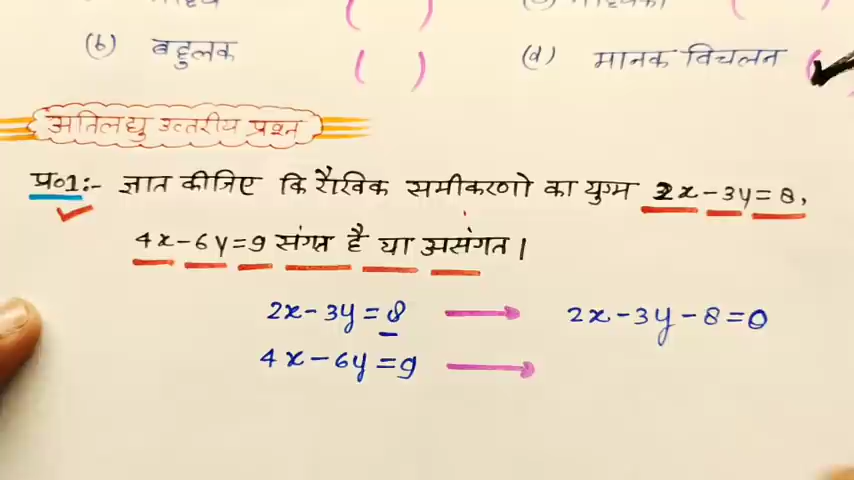 ( )
(b) बहुलक ( ) (d) मानक विचलन (
अतिलघु उत्तरीय प्रश्न
प्र०1:- ज्ञात कीजिए कि रैखिक समीकरणो का युग्म 2x-3y=8,
4x-6y=9 संगत है या असंगत।
2x-3y=8 → 2x-3y-8=0
4x-6y=9 →